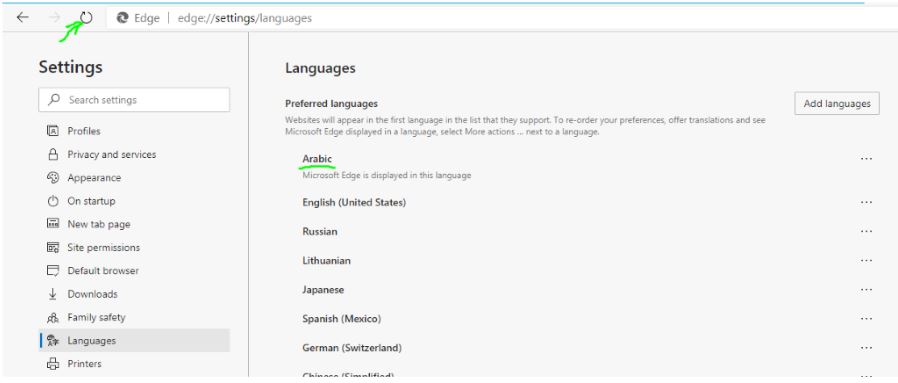 Edge | edge://settings/languages
Settings
Search settings
Profiles
Privacy and services
Appearance
On startup
New tab page
Site permissions
Default browser
Downloads
Family safety
Languages
Printers
Languages
Preferred languages
Add languages
Websites will appear in the first language in the list that they support. To re-order your preferences, offer translations and see
Microsoft Edge displayed in a language, select More actions ... next to a language.
Arabic
Microsoft Edge is displayed in this language
English (United States)
Russian
Lithuanian
Japanese
Spanish (Mexico)
German (Switzerland)
Chinese (Simplified)